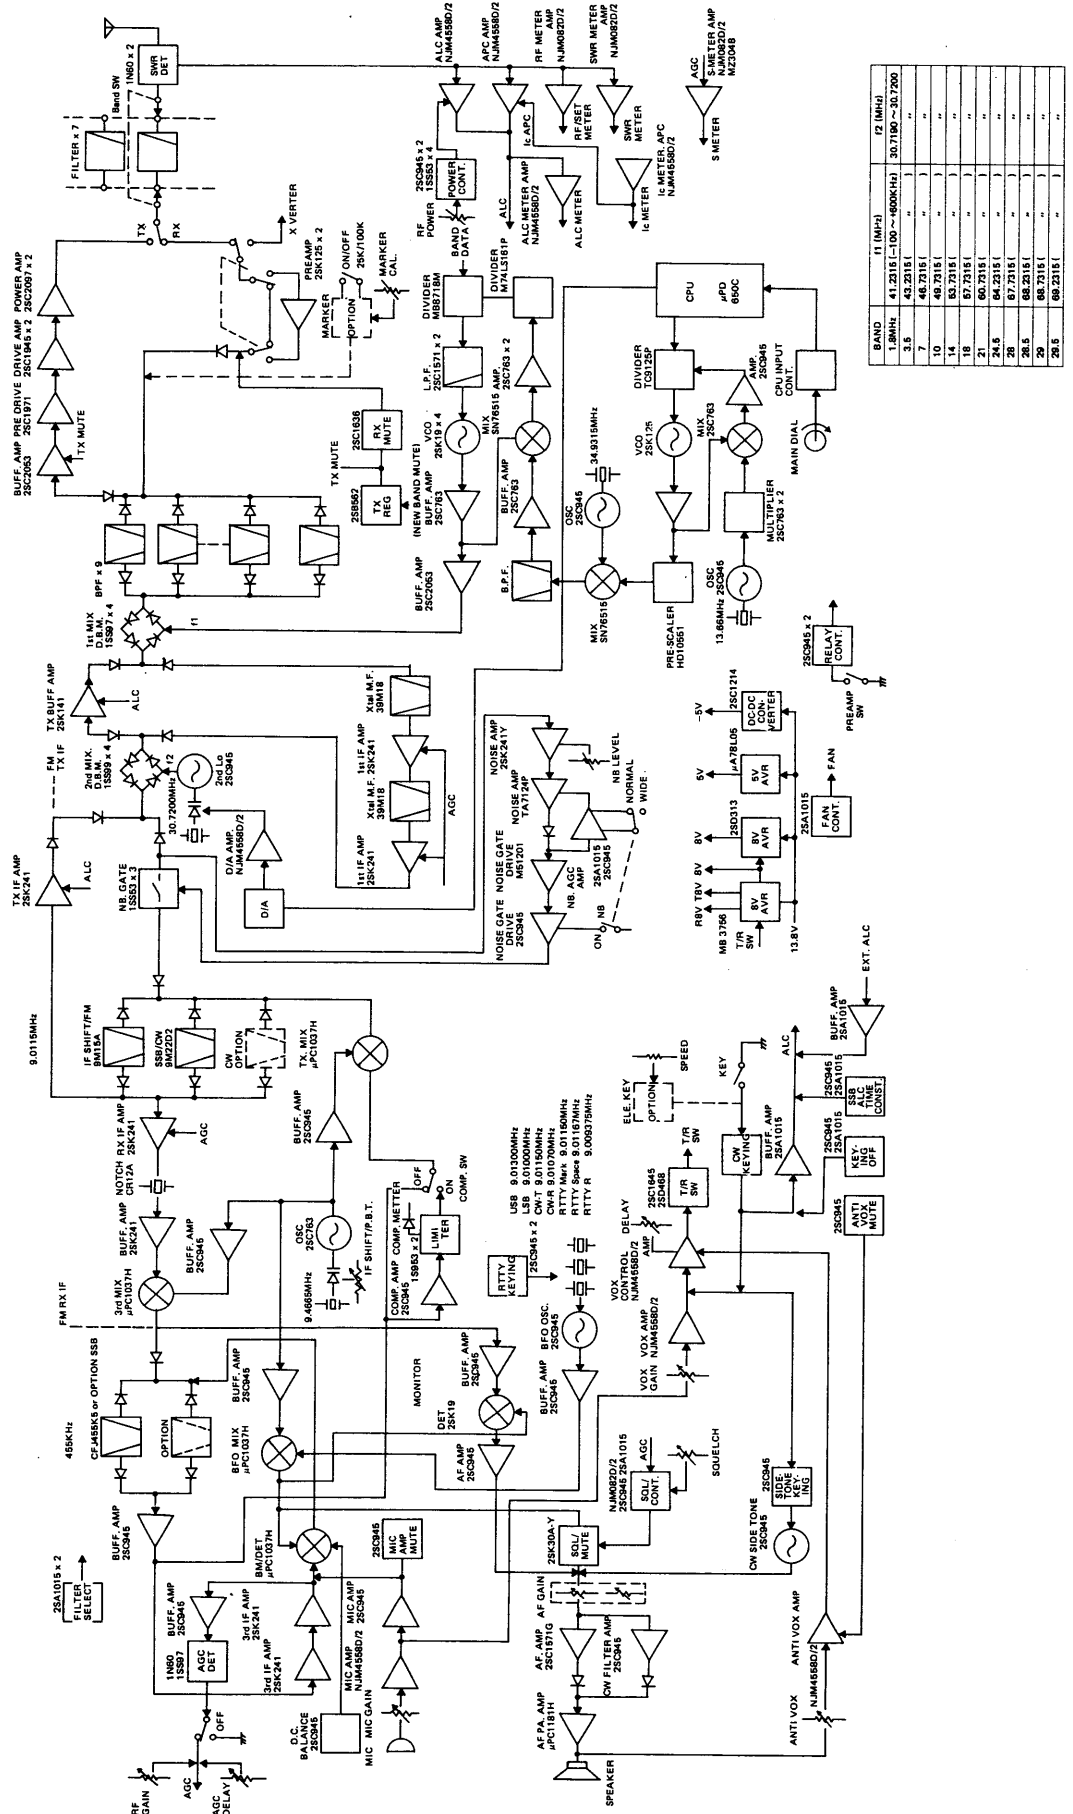 FILTER x 7
Band SW
SWR
DET
1N60 x 2
TX
RX
X VERTER
BUFF. AMP
2SC2053
PRE DRIVE
2SC1971
DRIVE AMP
2SC1945 x 2
POWER AMP
2SC2097 x 2
TX MUTE
PREAMP
2SK125 x 2
ON/OFF
25K/100K
MARKER
OPTION
MARKER
CAL.
2SC1636
RX
MUTE
TX MUTE
2SB562
TX
REG
(NEW BAND MUTE)
BPF x 9
1st MIX
D.B.M.
1SS97 x 4
f1
ALC AMP
NJM4558D/2
APC AMP
NJM4558D/2
RF METER
AMP
NJM082D/2
SWR METER
AMP
NJM082D/2
AGC
S-METER AMP
NJM082D/2
MZ304B
S METER
2SC945 x 2
1SS53 x 4
POWER
CONT.
RF
POWER
Ic APC
RF/SET
METER
SWR
METER
Ic METER, APC
NJM4558D/2
Ic METER
ALC
ALC METER AMP
NJM4558D/2
ALC METER
BAND
DATA
DIVIDER
MB8718M
DIVIDER
M74LS161P
L.P.F.
2SC1571 x 2
VCO
2SK19 x 4
MIX
SN76515
AMP.
2SC763 x 2
BUFF. AMP
2SC763
BUFF. AMP
2SC763
BUFF. AMP
2SC2053
B.P.F.
34.9315MHz
OSC
2SC945
MIX
SN76515
CPU
μPD
650C
DIVIDER
TC9125P
VCO
2SK125
MIX
2SC763
AMP.
2SC945
CPU INPUT
CONT.
MAIN DIAL
MULTIPLIER
2SC763 x 2
OSC
2SC945
13.66MHz
PRE-SCALER
HD10551
BAND
f1 (MHz)
f2 (MHz)
1.8MHz 41.2315 (-100 ~ +600KHz) 30.7190 ~ 30.7200
3.5 43.2315 ( " ) "
7 46.7315 ( " ) "
10 49.7315 ( " ) "
14 53.7315 ( " ) "
18 57.7315 ( " ) "
21 60.7315 ( " ) "
24.5 64.2315 ( " ) "
28 67.7315 ( " ) "
28.5 68.2315 ( " ) "
29 68.7315 ( " ) "
29.5 69.2315 ( " ) "
TX BUFF AMP
2SK141
ALC
FM
TX IF
2nd MIX.
D.B.M.
1SS99 x 4
f2
30.7200MHz
2nd Lo
2SC945
D/A AMP.
NJM4558D/2
D/A
Xtal M.F.
39M18
1st IF AMP
2SK241
Xtal M.F.
39M18
1st IF AMP
2SK241
AGC
TX IF AMP
2SK241
ALC
NB. GATE
1SS53 x 3
NOISE AMP
2SK241Y
NOISE AMP
TA7124P
NB LEVEL
NORMAL
WIDE
NOISE GATE
DRIVE
M51201
NB. AGC
AMP
2SA1015
2SC945
NOISE GATE
DRIVE
2SC945
NB
ON
2SC945 x 2
RELAY
CONT.
PREAMP
SW
-5V
2SC1214
DC-DC
CON-
VERTER
μA78L05
5V
5V
AVR
2SD313
8V
8V
AVR
8V
T8V
R8V
8V
AVR
MB 3756
T/R
SW
13.8V
FAN
FAN
CONT.
2SA1015
9.0115MHz
IF SHIFT/FM
9M15A
SSB/CW
9M22D2
CW
OPTION
TX. MIX
μPC1037H
RX IF AMP
2SK241
AGC
NOTCH
CR12A
BUFF. AMP
2SK241
BUFF. AMP
2SC945
3rd MIX
μPC1037H
FM RX IF
BUFF. AMP
2SC945
OSC
2SC763
9.4665MHz
IF SHIFT/P.B.T.
OFF
ON
COMP. SW
COMP. METTER
1S953 x 2
LIMI
TER
COMP. AMP
2SC945
USB 9.01300MHz
LSB 9.01000MHz
CW-T 9.01150MHz
CW-R 9.01070MHz
RTTY Mark 9.01150MHz
RTTY Space 9.01167MHz
RTTY R 9.009375MHz
RTTY
KEYING
2SC945 x 2
BFO OSC.
2SC945
BUFF. AMP
2SC945
ELE. KEY
OPTION
SPEED
KEY
CW
KEYING
BUFF. AMP
2SA1015
ALC
BUFF. AMP
2SA1015
EXT. ALC
2SC945
2SA1015
SSB
ALC
TIME
CONST.
2SC945
2SA1015
KEY-
ING
OFF
2SC945
ANTI
VOX
MUTE
T/R
SW
2SC1645
2SD468
T/R
SW
DELAY
AMP
VOX
CONTROL
NJM4558D/2
VOX AMP
NJM4558D/2
VOX
GAIN
455KHz
CFJ455K5 or OPTION SSB
OPTION
BUFF. AMP
2SC945
BUFF. AMP
2SC945
BFO MIX
μPC1037H
MONITOR
BUFF. AMP
2SC945
DET
2SK19
AF AMP
2SC945
AGC
SQUELCH
NJM082D/2
2SC945 2SA1015
SQL/
CONT.
2SK30A-Y
SQL/
MUTE
2SC945
SIDE-
TONE
KEY-
ING
CW SIDE TONE
2SC945
2SA1015 x 2
FILTER
SELECT
BUFF. AMP
2SC945
1N60
1SS97
AGC
DET
OFF
RF
GAIN
AGC
AGC
DELAY
BM/DET
μPC1037H
3rd IF AMP
2SK241
3rd IF AMP
2SK241
D.C.
BALANCE
2SC945
2SC945
MIC
AMP
MUTE
MIC AMP
2SC945
MIC AMP
NJM4558D/2
MIC GAIN
MIC
AF GAIN
AF. AMP
2SC1571G
CW FILTER AMP
2SC945
AF PA. AMP
μPC1181H
SPEAKER
ANTI VOX AMP
NJM4558D/2
ANTI VOX